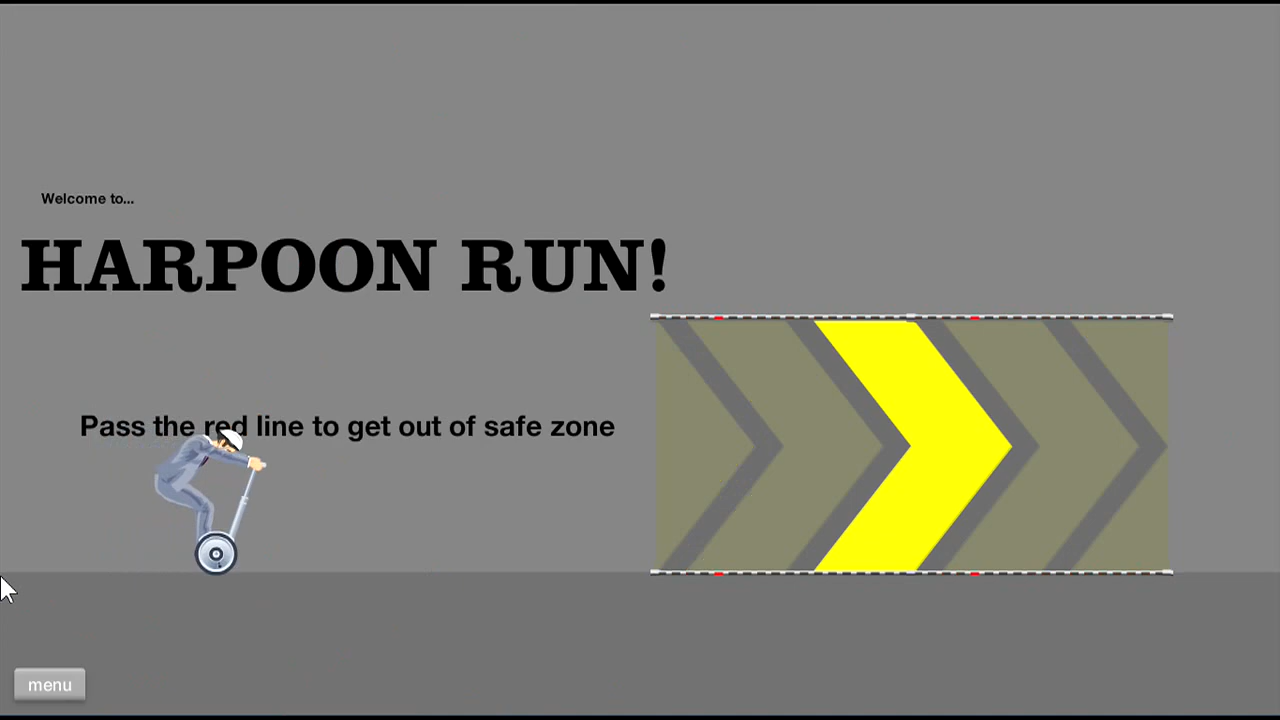 Welcome to...
HARPOON RUN!
Pass the red line to get out of safe zone
menu